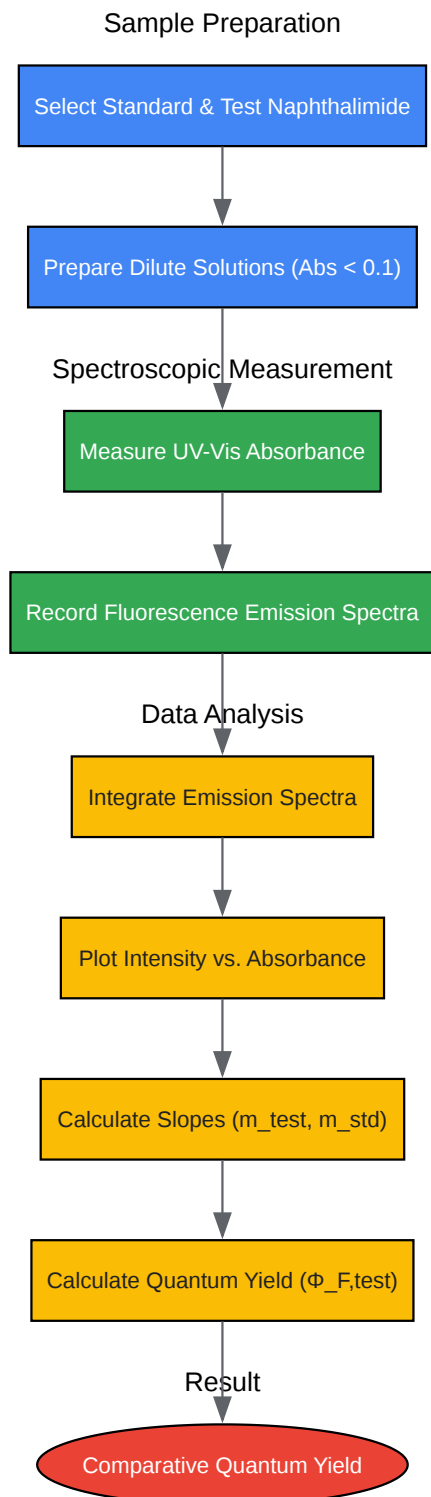 Sample Preparation
Select Standard & Test Naphthalimide
Prepare Dilute Solutions (Abs < 0.1)
Spectroscopic Measurement
Measure UV-Vis Absorbance
Record Fluorescence Emission Spectra
Data Analysis
Integrate Emission Spectra
Plot Intensity vs. Absorbance
Calculate Slopes (m_test, m_std)
Calculate Quantum Yield (Φ_F,test)
Result
Comparative Quantum Yield